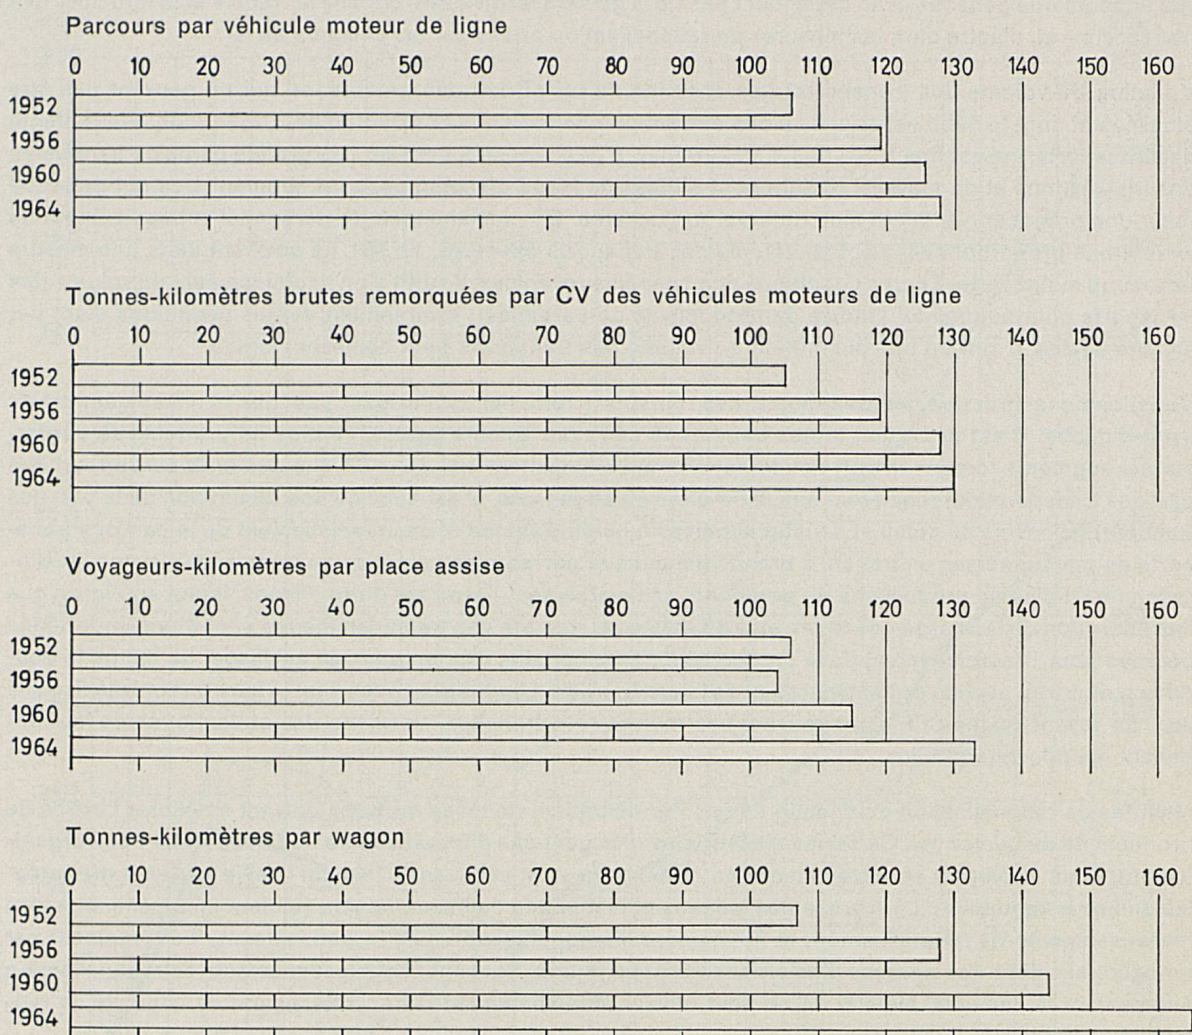 Parcours par véhicule moteur de ligne
0 10 20 30 40 50 60 70 80 90 100 110 120 130 140 150 160
1952
1956
1960
1964
Tonnes-kilomètres brutes remorquées par CV des véhicules moteurs de ligne
0 10 20 30 40 50 60 70 80 90 100 110 120 130 140 150 160
1952
1956
1960
1964
Voyageurs-kilomètres par place assise
0 10 20 30 40 50 60 70 80 90 100 110 120 130 140 150 160
1952
1956
1960
1964
Tonnes-kilomètres par wagon
0 10 20 30 40 50 60 70 80 90 100 110 120 130 140 150 160
1952
1956
1960
1964